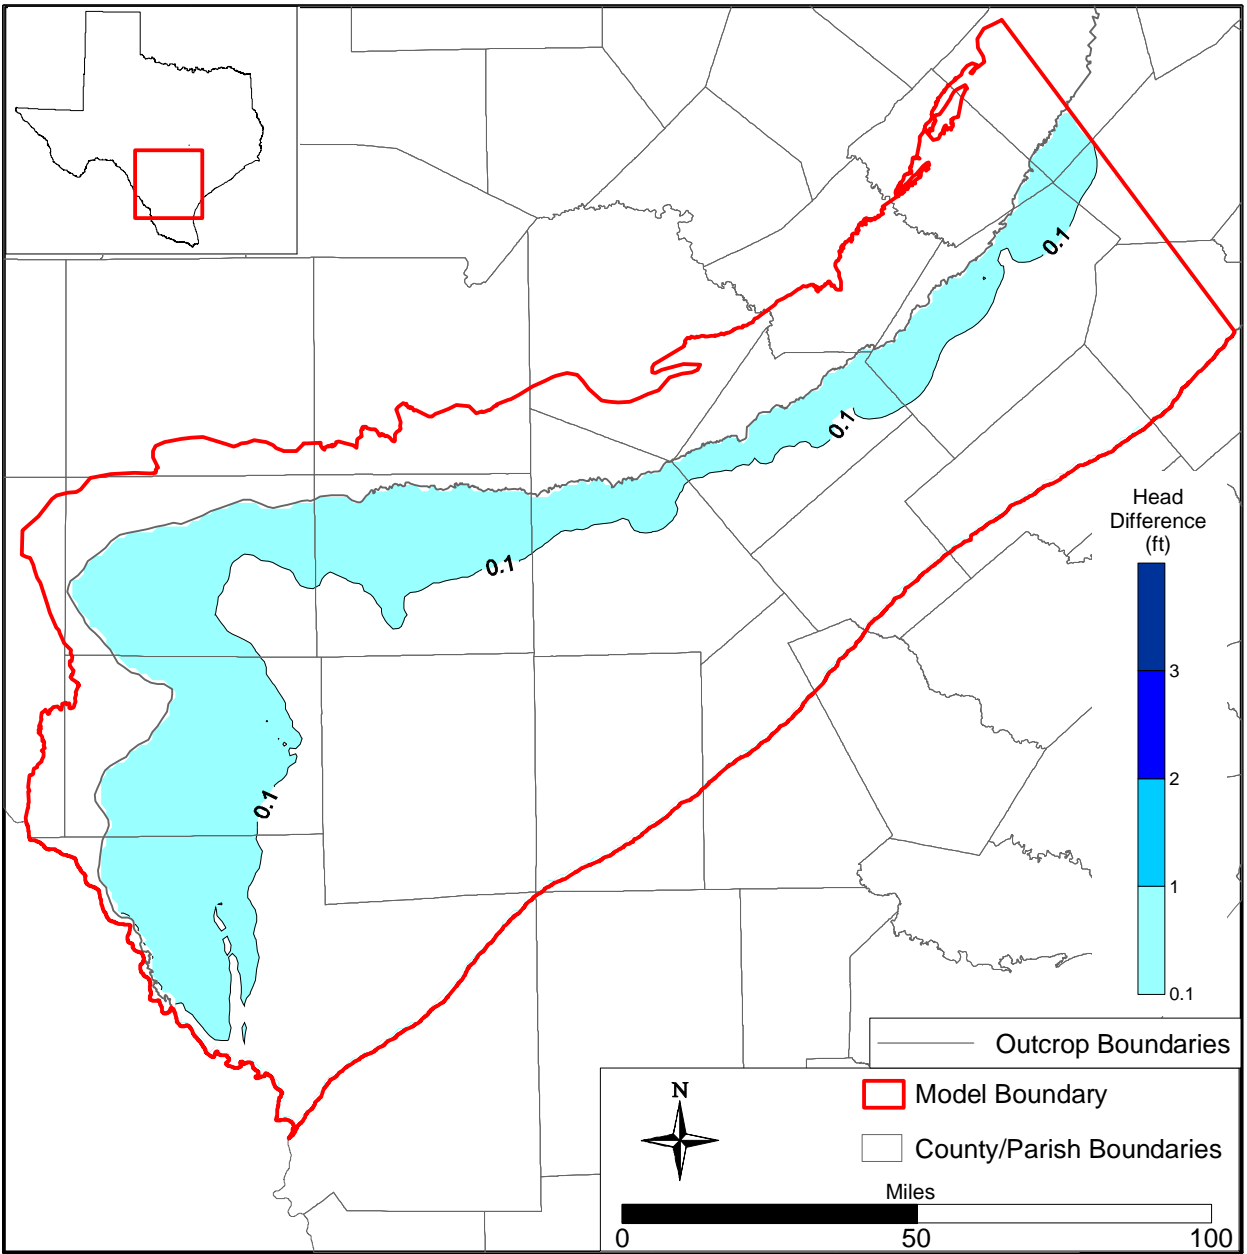 0.1
0.1
0.1
0.1
Head
Difference
(ft)
3
2
1
0.1
Outcrop Boundaries
N
Model Boundary
County/Parish Boundaries
Miles
0 50 100